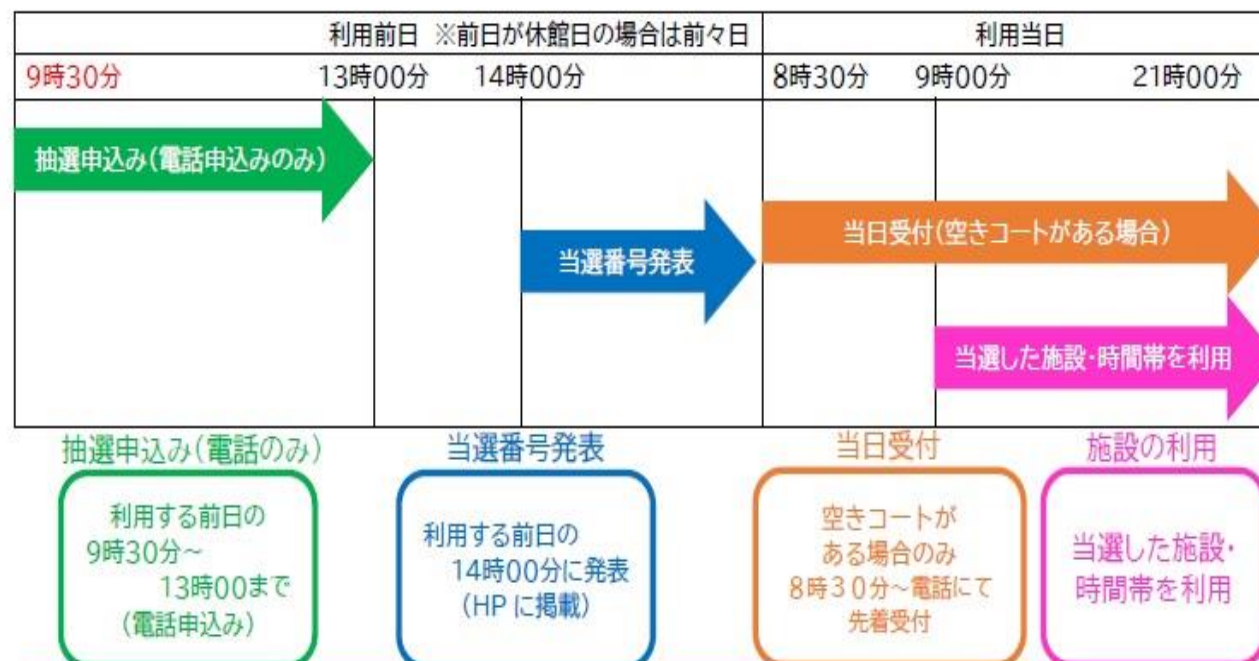 利用前日 ※前日が休館日の場合は前々日
利用当日
9時30分
13時00分
14時00分
8時30分
9時00分
21時00分
抽選申込み(電話申込みのみ)
当選番号発表
当日受付(空きコートがある場合)
当選した施設・時間帯を利用
抽選申込み(電話のみ)
利用する前日の
9時30分~
13時00まで
(電話申込み)
当選番号発表
利用する前日の
14時00分に発表
(HPに掲載)
当日受付
空きコートが
ある場合のみ
8時30分~電話にて
先着受付
施設の利用
当選した施設・
時間帯を利用